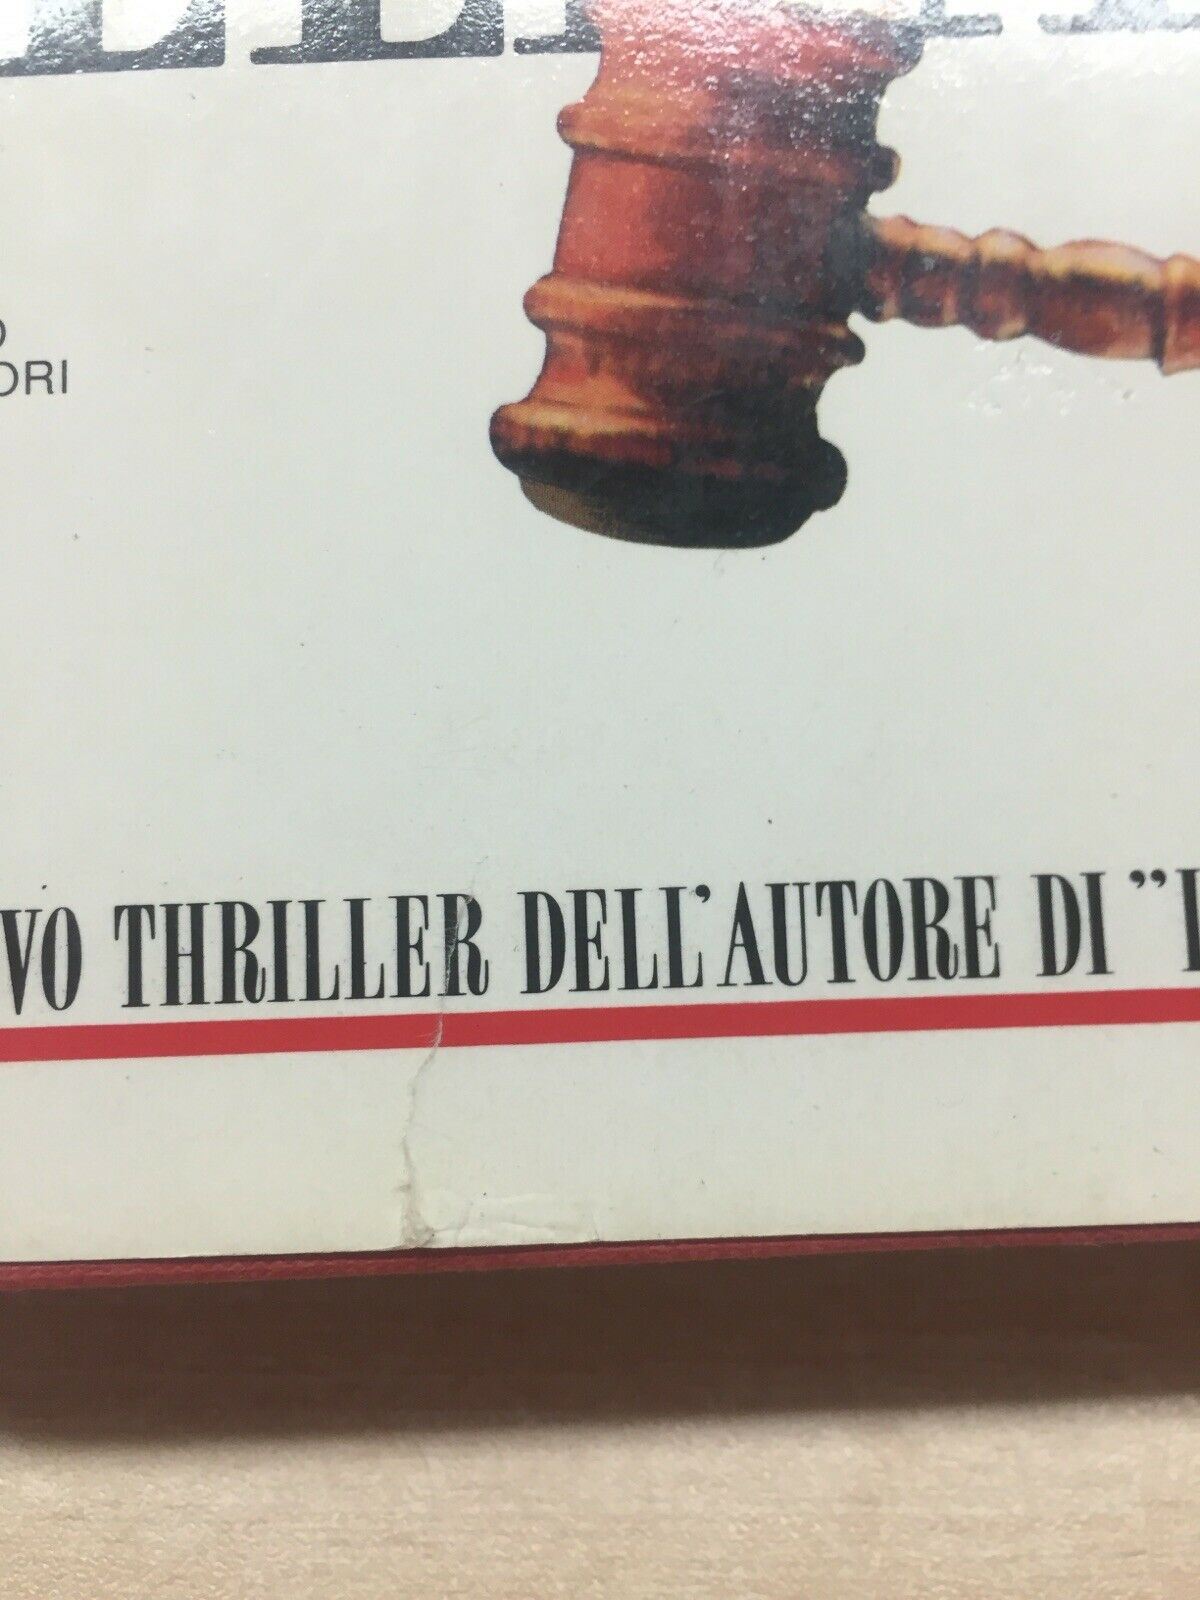 O
ORI
VO THRILLER DELL'AUTORE DI "I